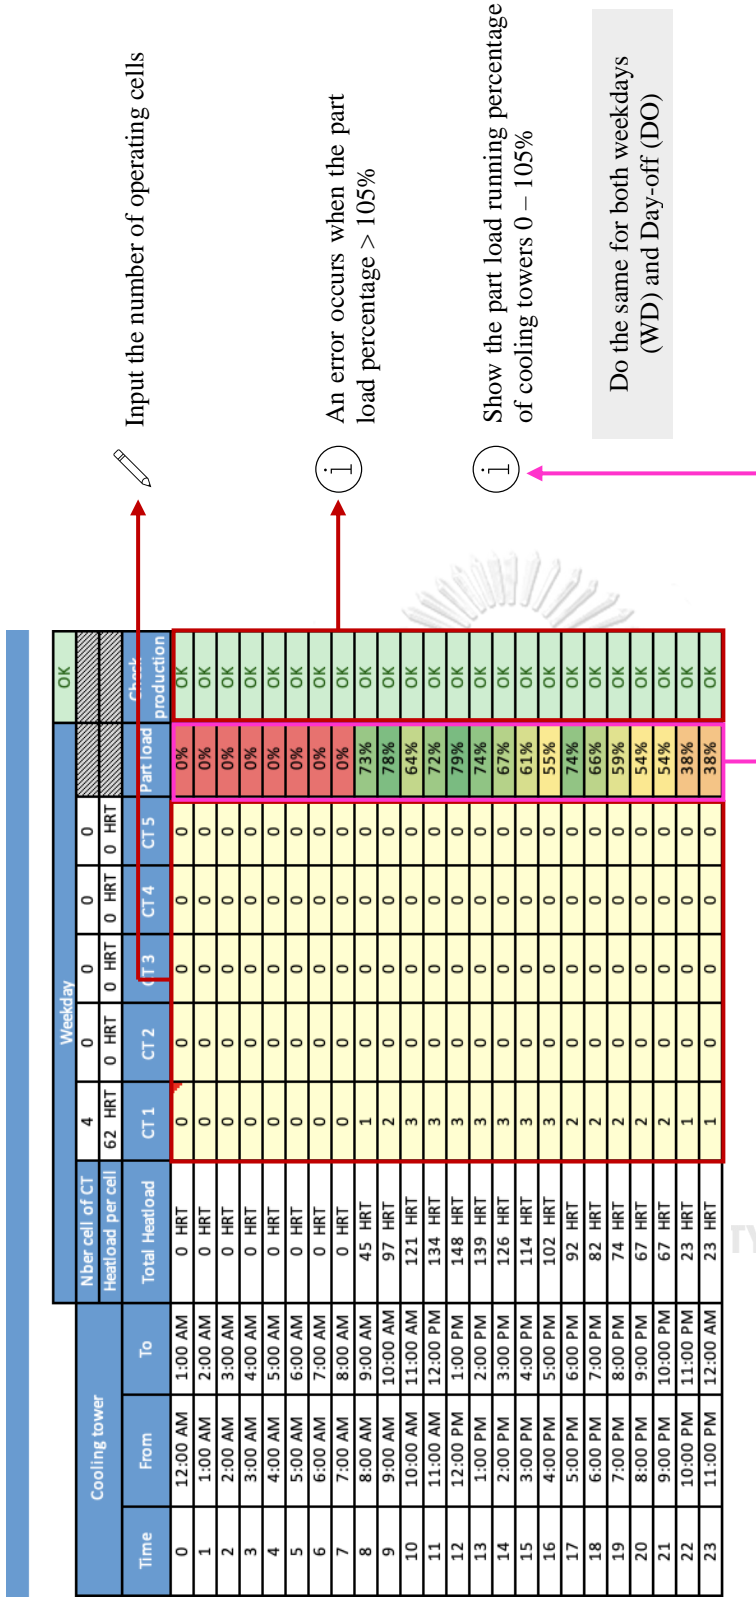 Weekday OK
Cooling tower Nber cell of CT 4 0 0 0 0
Heatload per cell 62 HRT 0 HRT 0 HRT 0 HRT 0 HRT
Time From To Total Heatload CT 1 CT 2 CT 3 CT 4 CT 5 Part load Check production
0 12:00 AM 1:00 AM 0 HRT 0 0 0 0 0 0% OK
1 1:00 AM 2:00 AM 0 HRT 0 0 0 0 0 0% OK
2 2:00 AM 3:00 AM 0 HRT 0 0 0 0 0 0% OK
3 3:00 AM 4:00 AM 0 HRT 0 0 0 0 0 0% OK
4 4:00 AM 5:00 AM 0 HRT 0 0 0 0 0 0% OK
5 5:00 AM 6:00 AM 0 HRT 0 0 0 0 0 0% OK
6 6:00 AM 7:00 AM 0 HRT 0 0 0 0 0 0% OK
7 7:00 AM 8:00 AM 0 HRT 0 0 0 0 0 0% OK
8 8:00 AM 9:00 AM 45 HRT 1 0 0 0 0 73% OK
9 9:00 AM 10:00 AM 97 HRT 2 0 0 0 0 78% OK
10 10:00 AM 11:00 AM 121 HRT 3 0 0 0 0 64% OK
11 11:00 AM 12:00 PM 134 HRT 3 0 0 0 0 72% OK
12 12:00 PM 1:00 PM 148 HRT 3 0 0 0 0 79% OK
13 1:00 PM 2:00 PM 139 HRT 3 0 0 0 0 74% OK
14 2:00 PM 3:00 PM 126 HRT 3 0 0 0 0 67% OK
15 3:00 PM 4:00 PM 114 HRT 3 0 0 0 0 61% OK
16 4:00 PM 5:00 PM 102 HRT 3 0 0 0 0 55% OK
17 5:00 PM 6:00 PM 92 HRT 2 0 0 0 0 74% OK
18 6:00 PM 7:00 PM 82 HRT 2 0 0 0 0 66% OK
19 7:00 PM 8:00 PM 74 HRT 2 0 0 0 0 59% OK
20 8:00 PM 9:00 PM 67 HRT 2 0 0 0 0 54% OK
21 9:00 PM 10:00 PM 67 HRT 2 0 0 0 0 54% OK
22 10:00 PM 11:00 PM 23 HRT 1 0 0 0 0 38% OK
23 11:00 PM 12:00 AM 23 HRT 1 0 0 0 0 38% OK
Input the number of operating cells
i
An error occurs when the part
load percentage > 105%
i
Show the part load running percentage
of cooling towers 0 – 105%
Do the same for both weekdays
(WD) and Day-off (DO)
TY